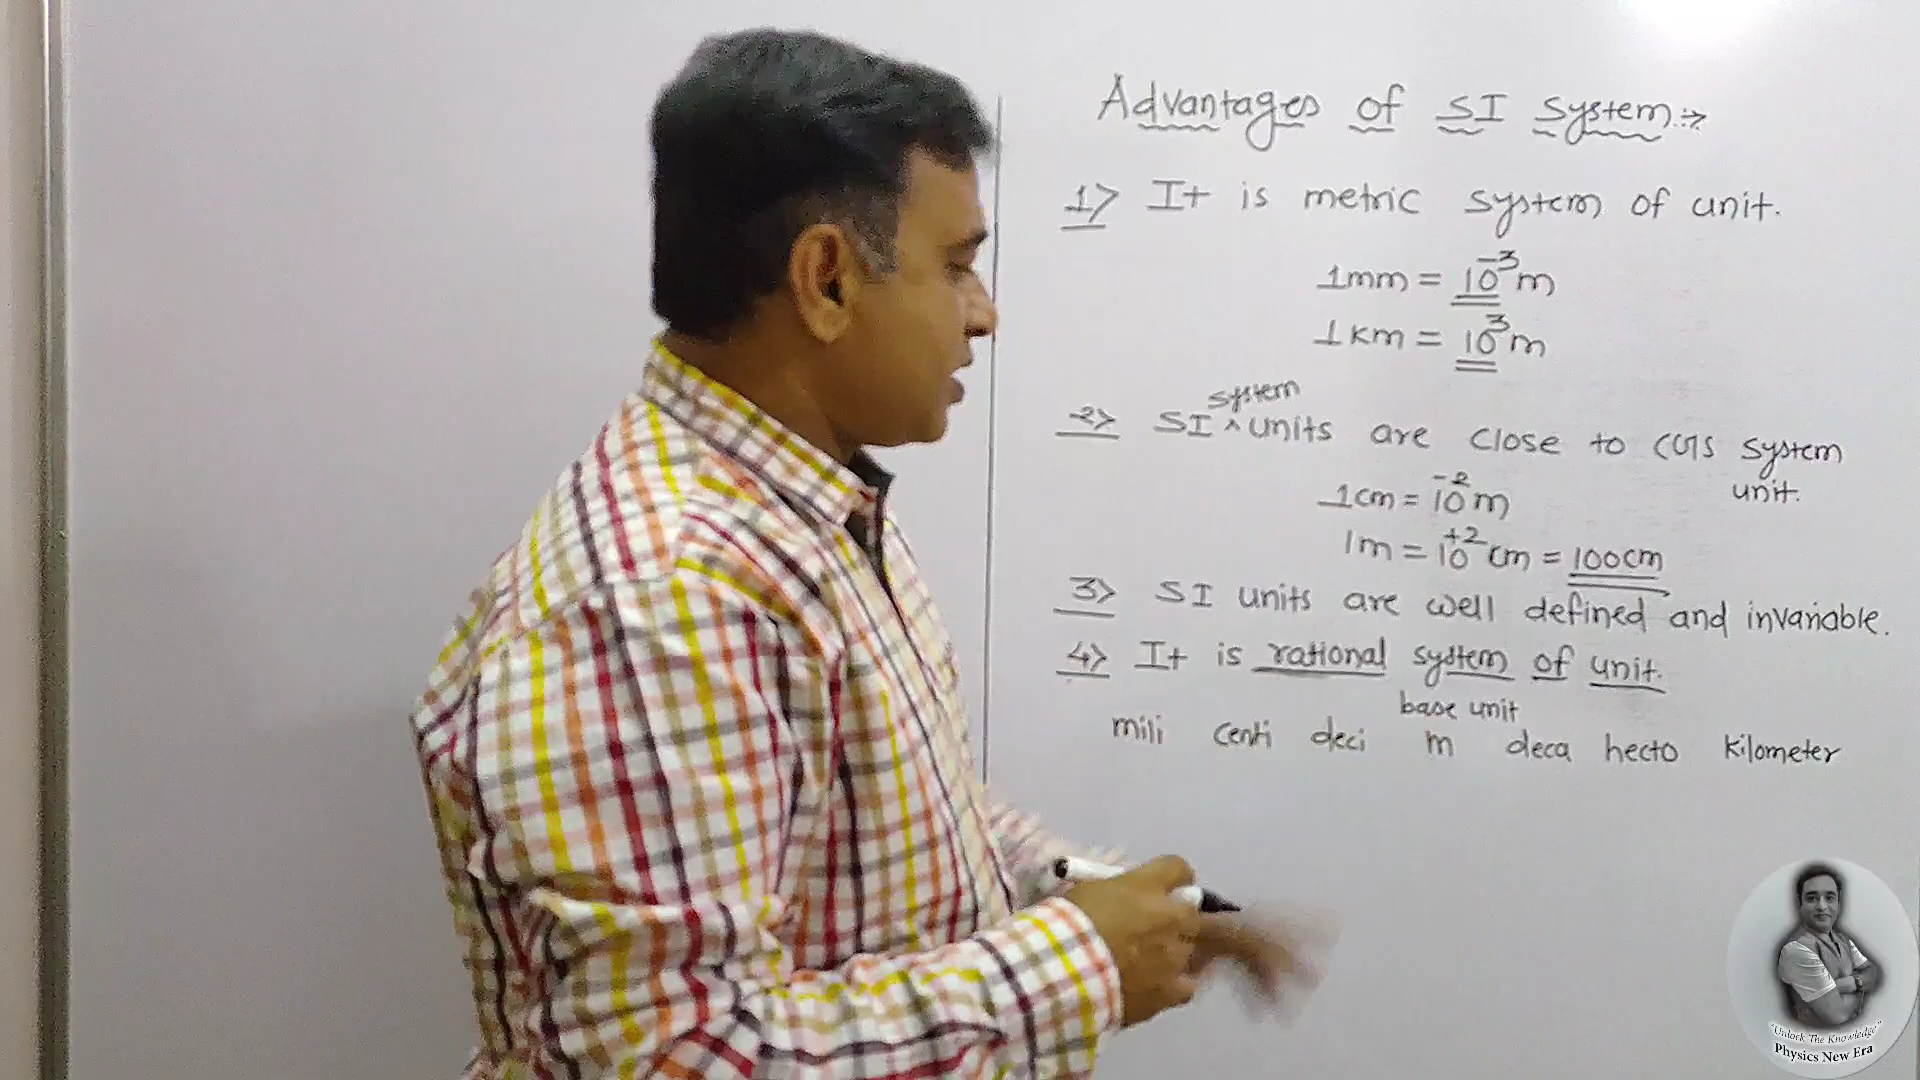 Advantages of SI System :→
1> It is metric system of unit.
1mm = 10⁻³m
1km = 10³m
2> SI system units are close to CGS system
unit.
1cm = 10⁻²m
1m = 10⁺²cm = 100cm
3> SI units are well defined and invariable.
4> It is rational system of unit.
base unit
mili centi deci m deca hecto kilometer
"Unlock The Knowledge"
Physics New Era